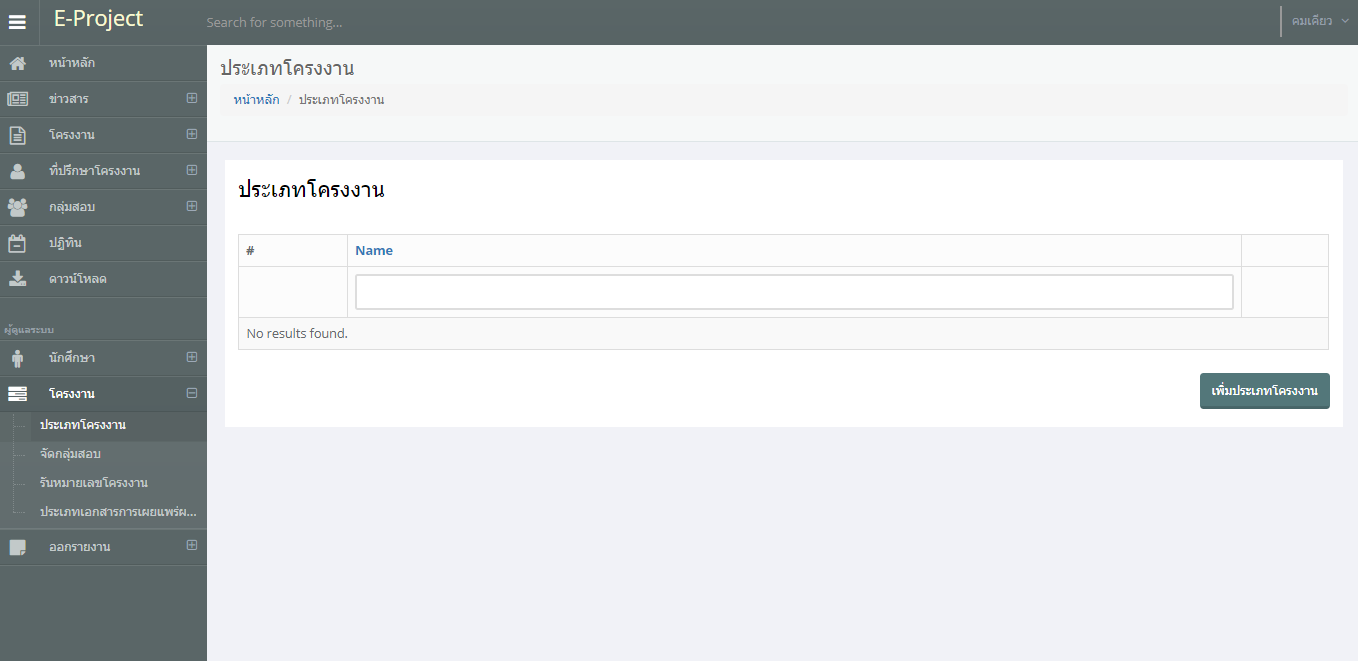 E-Project
Search for something...
คมเคียว
หน้าหลัก
ข่าวสาร
โครงงาน
ที่ปรึกษาโครงงาน
กลุ่มสอบ
ปฏิทิน
ดาวน์โหลด
ผู้ดูแลระบบ
นักศึกษา
โครงงาน
ประเภทโครงงาน
จัดกลุ่มสอบ
รันหมายเลขโครงงาน
ประเภทเอกสารการเผยแพร่ผ...
ออกรายงาน
ประเภทโครงงาน
หน้าหลัก / ประเภทโครงงาน
ประเภทโครงงาน
# Name
No results found.
เพิ่มประเภทโครงงาน